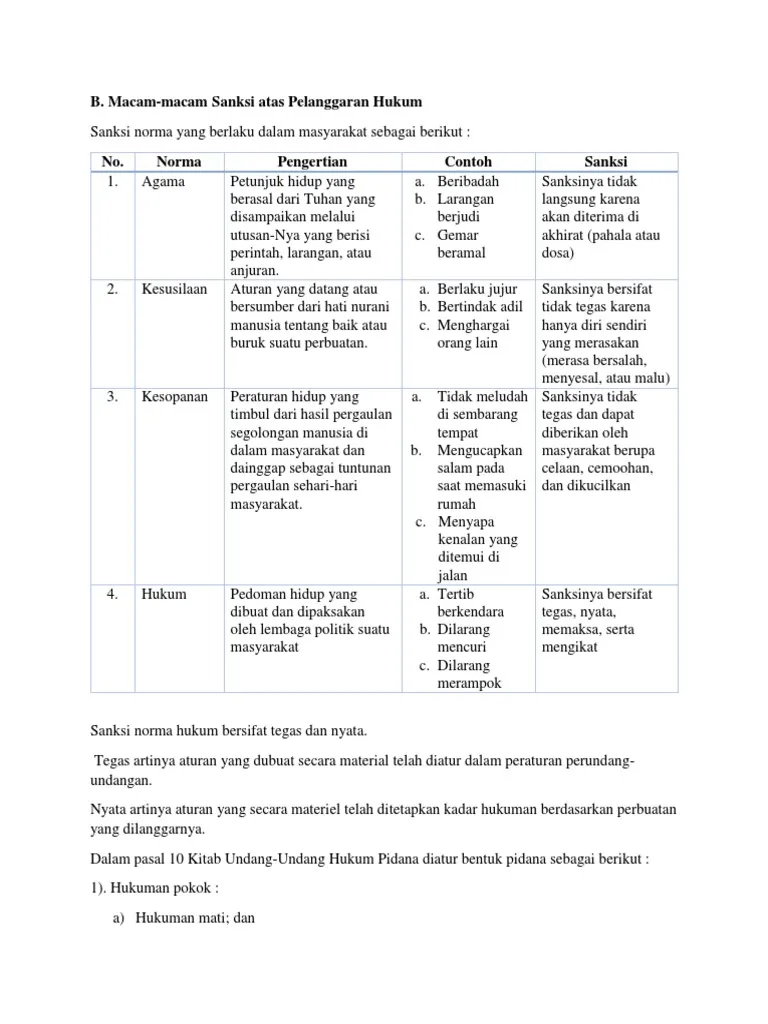 B. Macam-macam Sanksi atas Pelanggaran Hukum
Sanksi norma yang berlaku dalam masyarakat sebagai berikut :
No. Norma Pengertian Contoh Sanksi
1. Agama
Petunjuk hidup yang
berasal dari Tuhan yang
disampaikan melalui
utusan-Nya yang berisi
perintah, larangan, atau
anjuran.
a. Beribadah
b. Larangan
berjudi
c. Gemar
beramal
Sanksinya tidak
langsung karena
akan diterima di
akhirat (pahala atau
dosa)
2. Kesusilaan
Aturan yang datang atau
bersumber dari hati nurani
manusia tentang baik atau
buruk suatu perbuatan.
a. Berlaku jujur
b. Bertindak adil
c. Menghargai
orang lain
Sanksinya bersifat
tidak tegas karena
hanya diri sendiri
yang merasakan
(merasa bersalah,
menyesal, atau malu)
3. Kesopanan
Peraturan hidup yang
timbul dari hasil pergaulan
segolongan manusia di
dalam masyarakat dan
dainggap sebagai tuntunan
pergaulan sehari-hari
masyarakat.
a. Tidak meludah
di sembarang
tempat
b. Mengucapkan
salam pada
saat memasuki
rumah
c. Menyapa
kenalan yang
ditemui di
jalan
Sanksinya tidak
tegas dan dapat
diberikan oleh
masyarakat berupa
celaan, cemoohan,
dan dikucilkan
4. Hukum
Pedoman hidup yang
dibuat dan dipaksakan
oleh lembaga politik suatu
masyarakat
a. Tertib
berkendara
b. Dilarang
mencuri
c. Dilarang
merampok
Sanksinya bersifat
tegas, nyata,
memaksa, serta
mengikat
Sanksi norma hukum bersifat tegas dan nyata.
Tegas artinya aturan yang dubuat secara material telah diatur dalam peraturan perundang-
undangan.
Nyata artinya aturan yang secara materiel telah ditetapkan kadar hukuman berdasarkan perbuatan
yang dilanggarnya.
Dalam pasal 10 Kitab Undang-Undang Hukum Pidana diatur bentuk pidana sebagai berikut :
1). Hukuman pokok :
a) Hukuman mati; dan